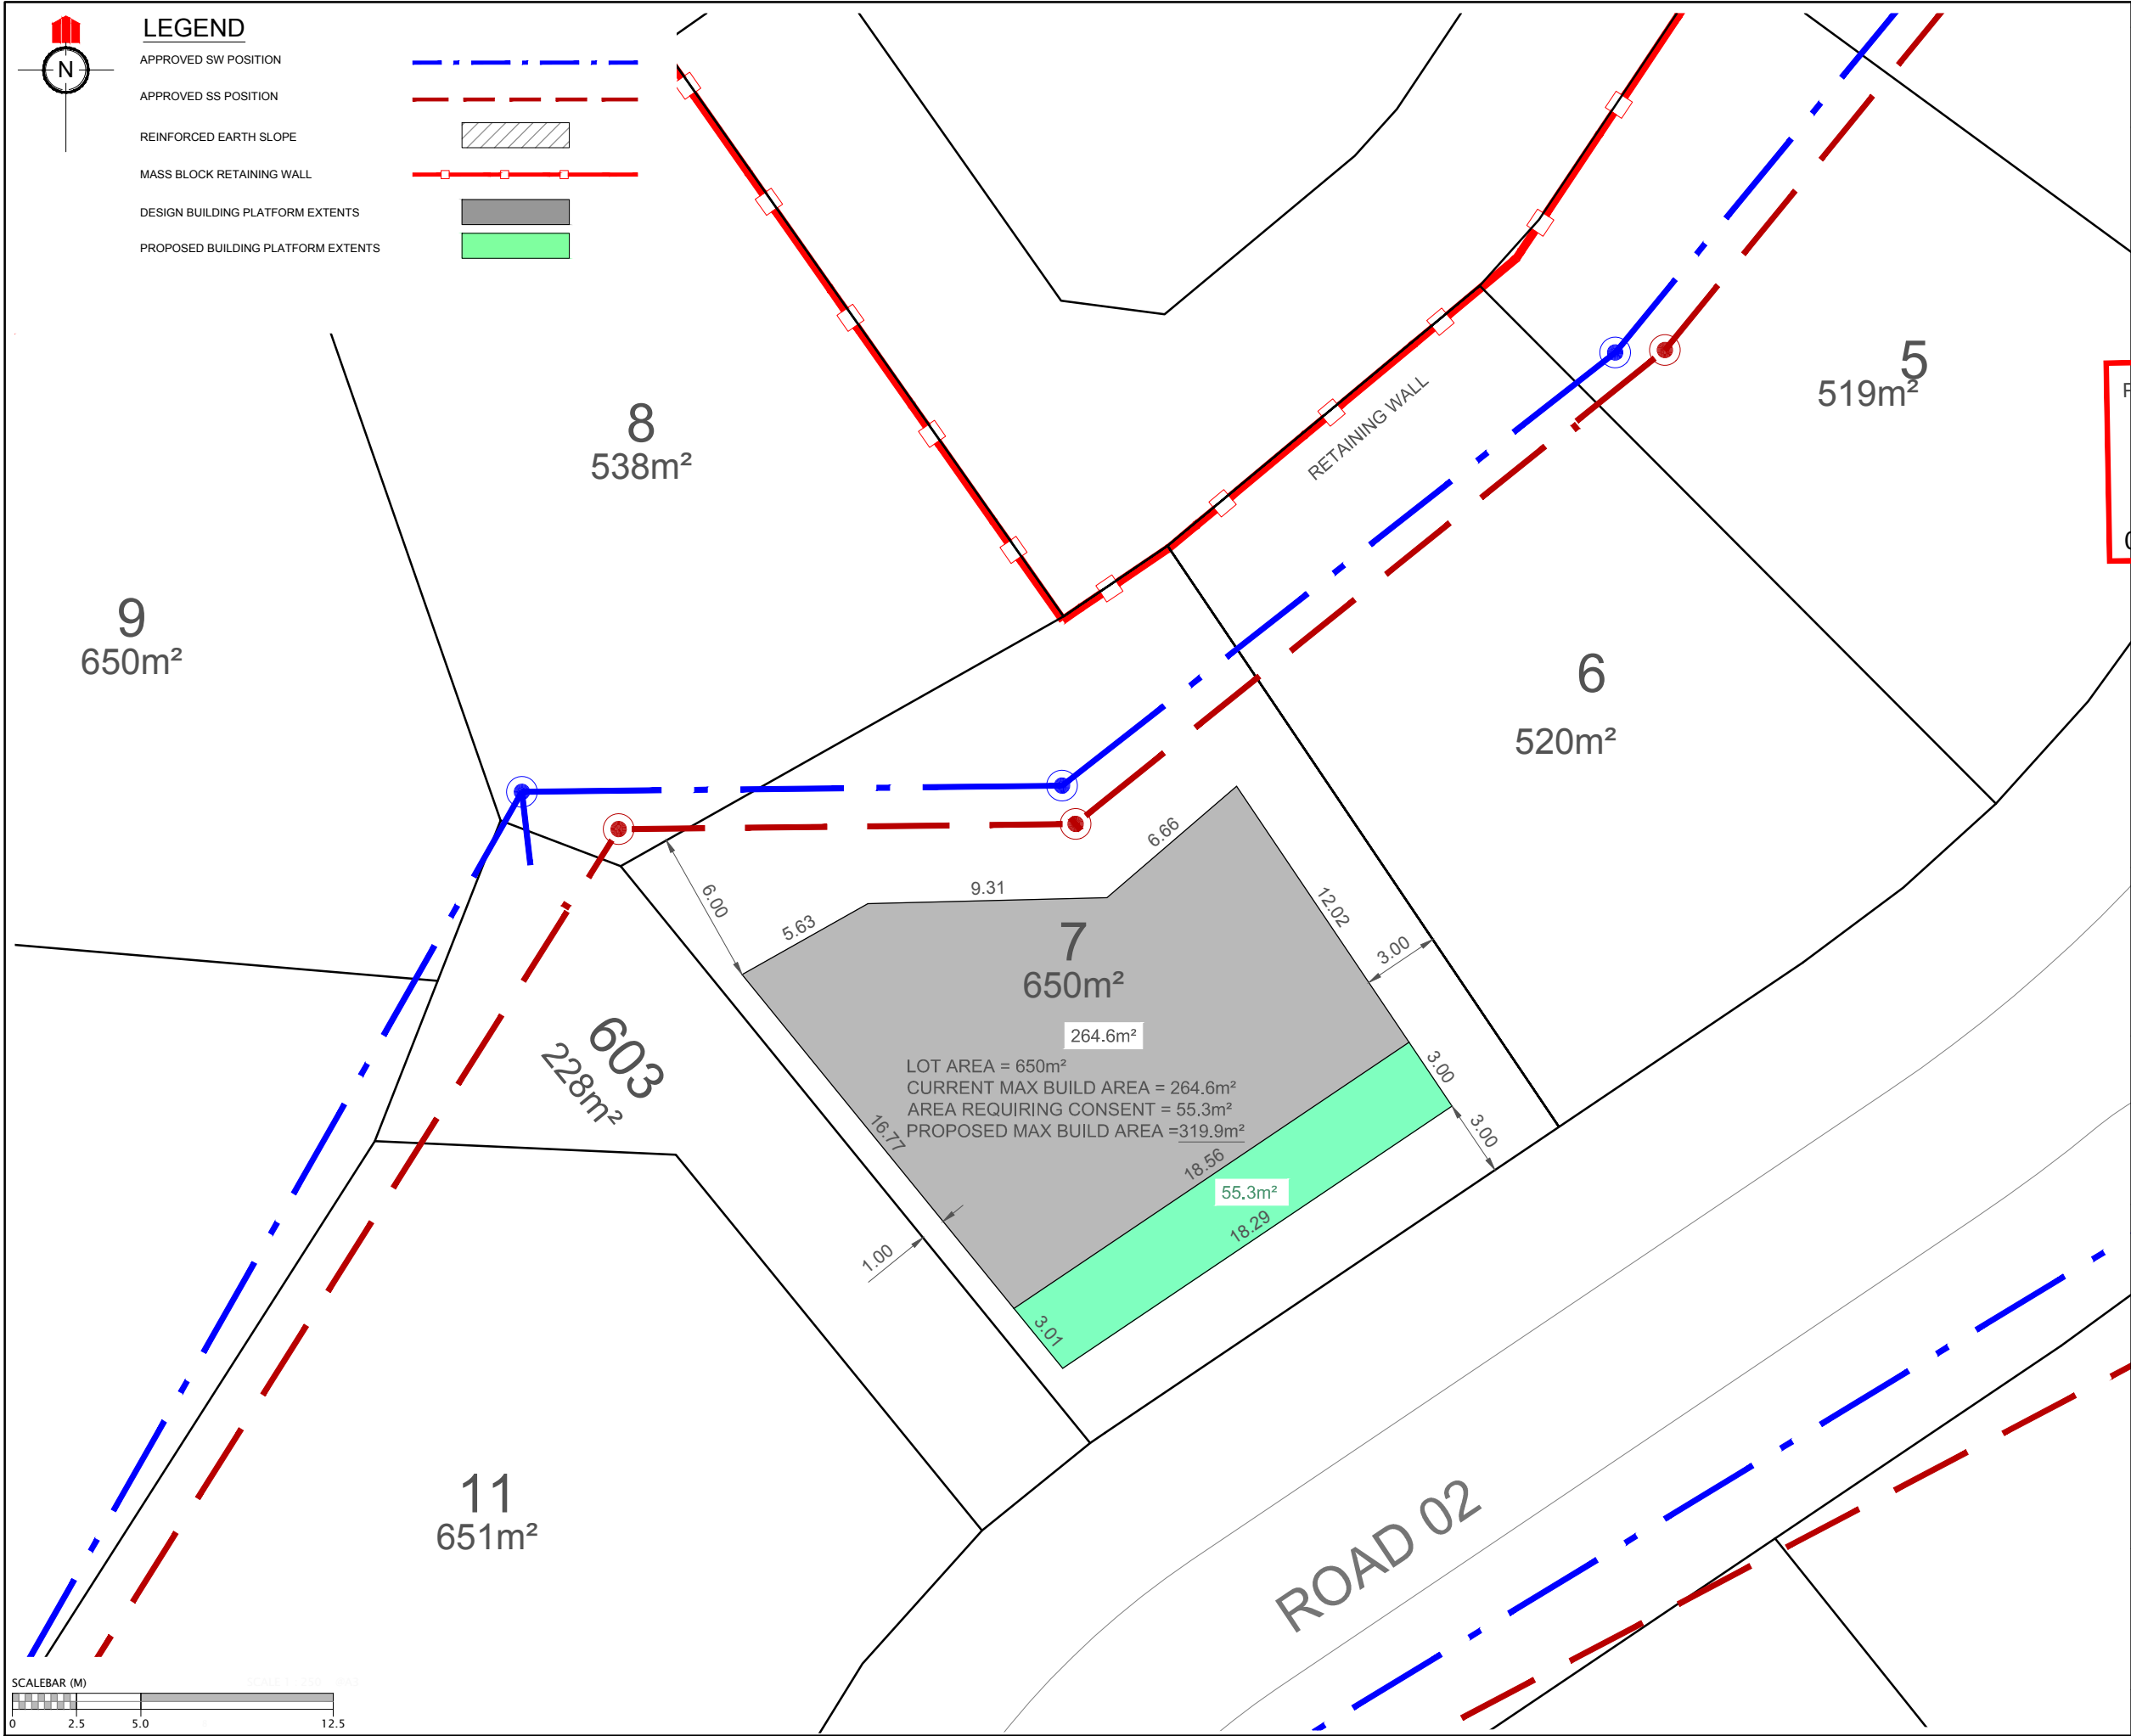 LEGEND
N
APPROVED SW POSITION
APPROVED SS POSITION
REINFORCED EARTH SLOPE
MASS BLOCK RETAINING WALL
DESIGN BUILDING PLATFORM EXTENTS
PROPOSED BUILDING PLATFORM EXTENTS
8
538m²
RETAINING WALL
5
519m²
9
650m²
6
520m²
6.00
5.63
9.31
6.66
12.02
3.00
7
650m²
264.6m²
LOT AREA = 650m²
CURRENT MAX BUILD AREA = 264.6m²
AREA REQUIRING CONSENT = 55.3m²
PROPOSED MAX BUILD AREA =319.9m²
603
228m²
16.77
18.56
3.00
3.00
55.3m²
18.29
1.00
3.01
11
651m²
ROAD 02
SCALEBAR (M)
0 2.5 5.0 12.5